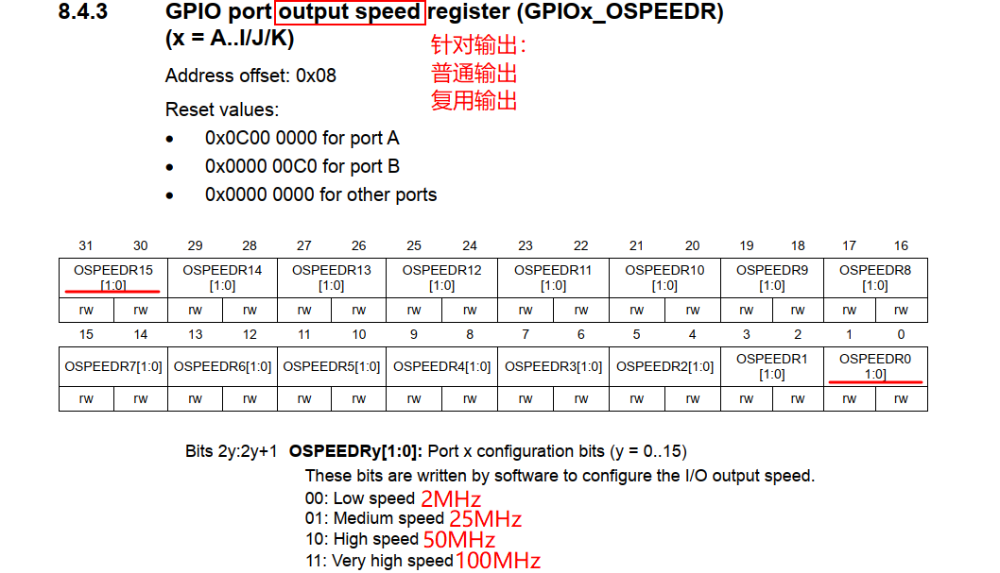 8.4.3 GPIO port output speed register (GPIOx_OSPEEDR)
(x = A..I/J/K)
针对输出：
Address offset: 0x08
普通输出
复用输出
Reset values:
• 0x0C00 0000 for port A
• 0x0000 00C0 for port B
• 0x0000 0000 for other ports
31 30 29 28 27 26 25 24 23 22 21 20 19 18 17 16
OSPEEDR15 OSPEEDR14 OSPEEDR13 OSPEEDR12 OSPEEDR11 OSPEEDR10 OSPEEDR9 OSPEEDR8
[1:0] [1:0] [1:0] [1:0] [1:0] [1:0] [1:0] [1:0]
rw rw rw rw rw rw rw rw rw rw rw rw rw rw rw rw
15 14 13 12 11 10 9 8 7 6 5 4 3 2 1 0
OSPEEDR7[1:0] OSPEEDR6[1:0] OSPEEDR5[1:0] OSPEEDR4[1:0] OSPEEDR3[1:0] OSPEEDR2[1:0] OSPEEDR1 OSPEEDR0
[1:0] 1:0]
rw rw rw rw rw rw rw rw rw rw rw rw rw rw rw rw
Bits 2y:2y+1 OSPEEDRy[1:0]: Port x configuration bits (y = 0..15)
These bits are written by software to configure the I/O output speed.
00: Low speed 2MHz
01: Medium speed 25MHz
10: High speed 50MHz
11: Very high speed 100MHz